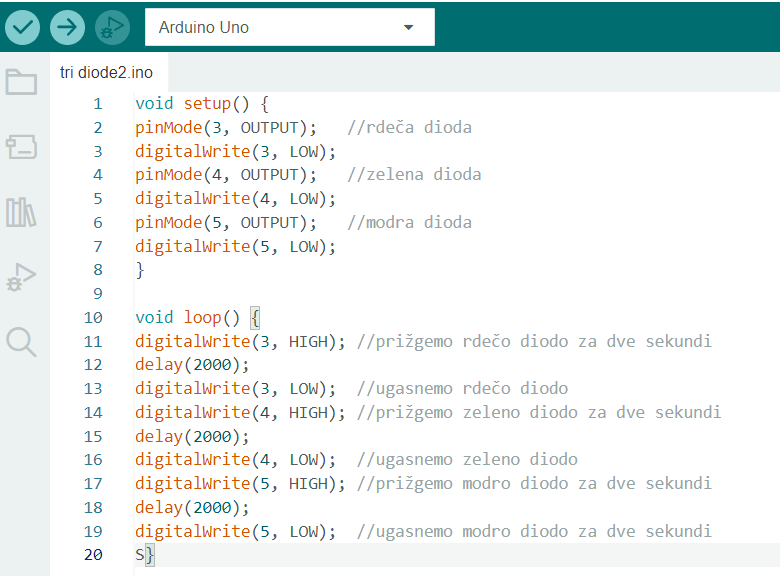 Arduino Uno
tri diode2.ino
1 void setup() {
2 pinMode(3, OUTPUT);   //rdeča dioda
3 digitalWrite(3, LOW);
4 pinMode(4, OUTPUT);   //zelena dioda
5 digitalWrite(4, LOW);
6 pinMode(5, OUTPUT);   //modra dioda
7 digitalWrite(5, LOW);
8 }
9
10 void loop() {
11 digitalWrite(3, HIGH); //prižgemo rdečo diodo za dve sekundi
12 delay(2000);
13 digitalWrite(3, LOW);  //ugasnemo rdečo diodo
14 digitalWrite(4, HIGH); //prižgemo zeleno diodo za dve sekundi
15 delay(2000);
16 digitalWrite(4, LOW);  //ugasnemo zeleno diodo
17 digitalWrite(5, HIGH); //prižgemo modro diodo za dve sekundi
18 delay(2000);
19 digitalWrite(5, LOW);  //ugasnemo modro diodo za dve sekundi
20 S}